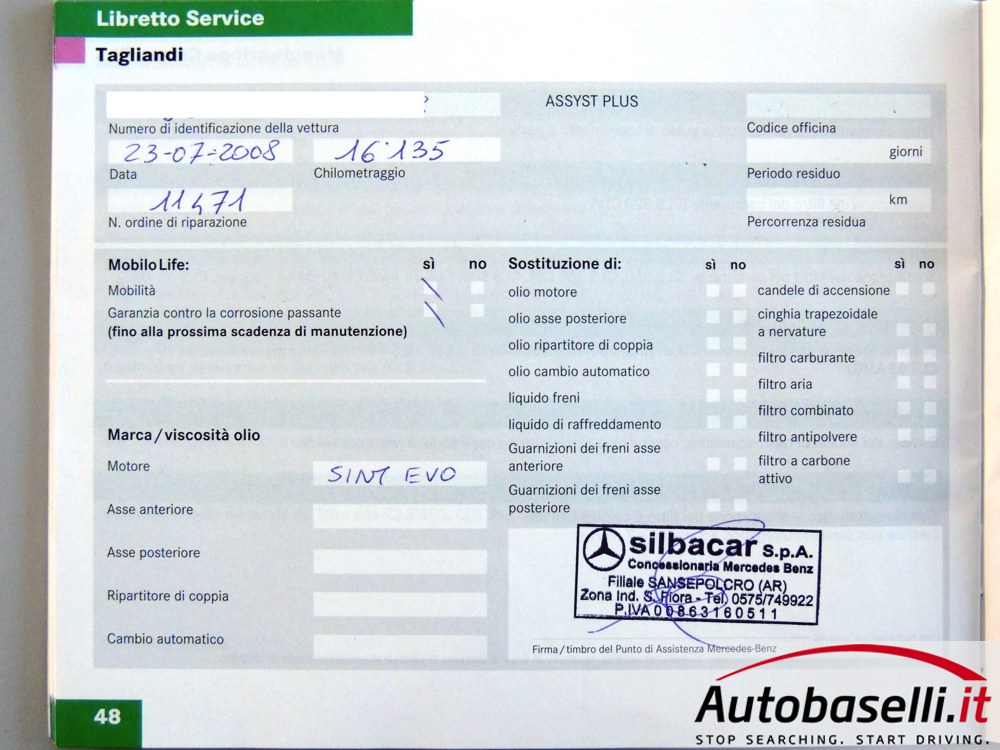 Libretto Service
Tagliandi
ASSYST PLUS
Numero di identificazione della vettura
Codice officina
23-07-2008 16.135
giorni
Data Chilometraggio
Periodo residuo
11471
km
N. ordine di riparazione
Percorrenza residua
MobiloLife: sì no
Mobilità
Garanzia contro la corrosione passante
(fino alla prossima scadenza di manutenzione)
Marca/viscosità olio
Motore SINT EVO
Asse anteriore
Asse posteriore
Ripartitore di coppia
Cambio automatico
Sostituzione di: sì no
olio motore
olio asse posteriore
olio ripartitore di coppia
olio cambio automatico
liquido freni
liquido di raffreddamento
Guarnizioni dei freni asse
anteriore
Guarnizioni dei freni asse
posteriore
sì no
candele di accensione
cinghia trapezoidale
a nervature
filtro carburante
filtro aria
filtro combinato
filtro antipolvere
filtro a carbone
attivo
silbacar S.p.A.
Concessionaria Mercedes Benz
Filiale SANSEPOLCRO (AR)
Zona Ind. S. Fiora - Tel. 0575/749922
P.IVA 00863160511
Firma/timbro del Punto di Assistenza Mercedes-Benz
48
Autobaselli.it
STOP SEARCHING. START DRIVING.